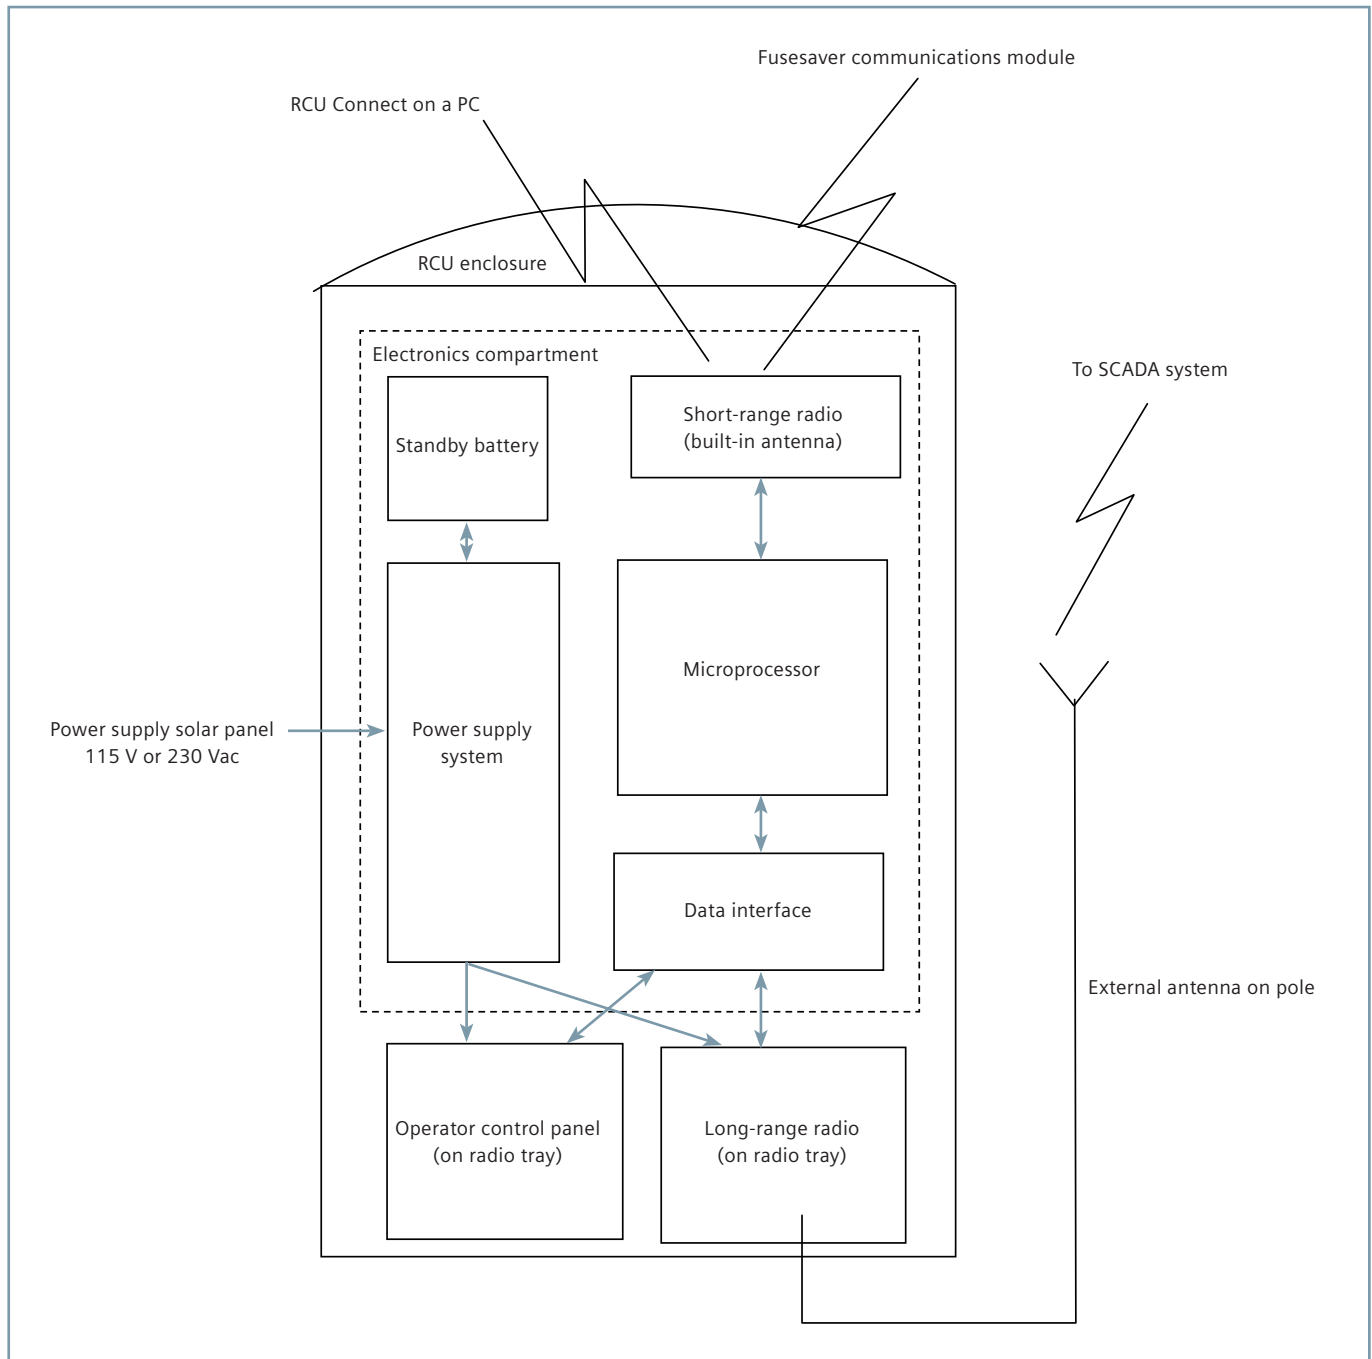 Fusesaver communications module
RCU Connect on a PC
RCU enclosure
Electronics compartment
Standby battery
Short-range radio
(built-in antenna)
To SCADA system
Microprocessor
Power supply solar panel
115 V or 230 Vac
Power supply
system
Data interface
External antenna on pole
Operator control panel
(on radio tray)
Long-range radio
(on radio tray)